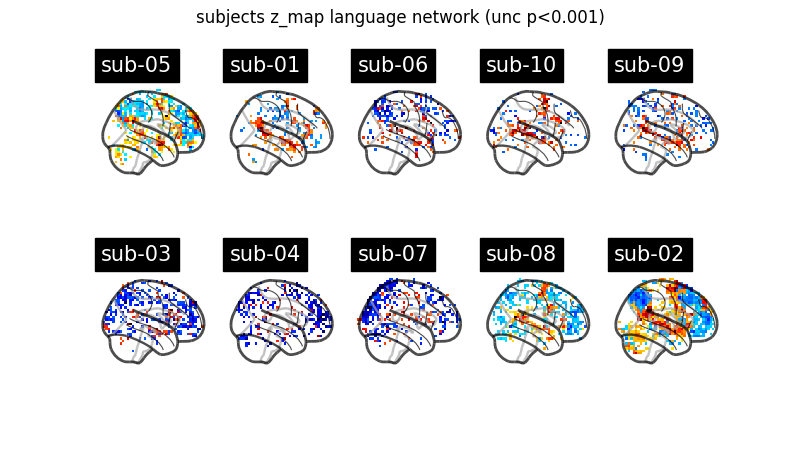 subjects z_map language network (unc p<0.001)
sub-05 sub-01 sub-06 sub-10 sub-09
sub-03 sub-04 sub-07 sub-08 sub-02